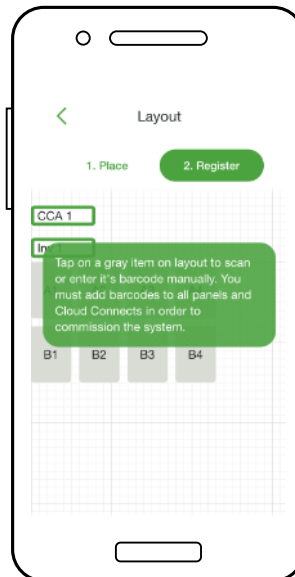 Layout
1. Place
2. Register
CCA 1
Tap on a gray item on layout to scan
or enter it's barcode manually. You
must add barcodes to all panels and
Cloud Connects in order to
commission the system.
B1 B2 B3 B4